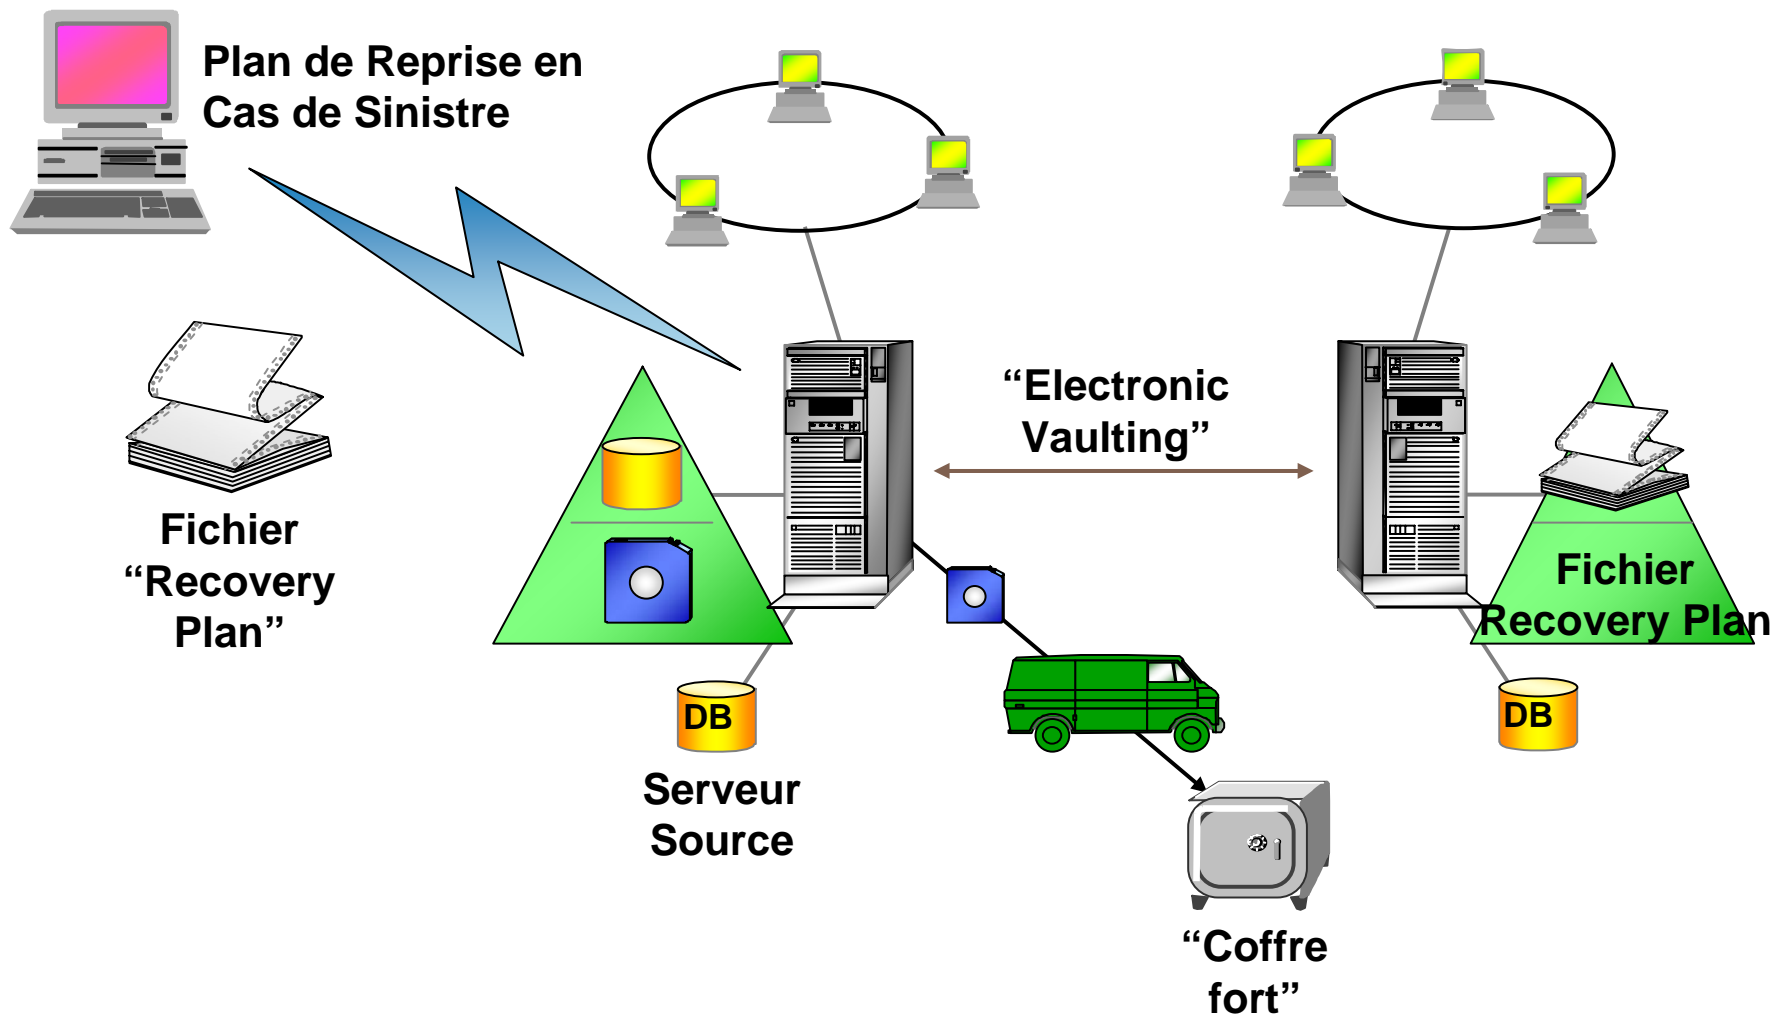 Plan de Reprise en
Cas de Sinistre
“Electronic
Vaulting”
Fichier
“Recovery
Plan”
Fichier
Recovery Plan
DB
DB
Serveur
Source
“Coffre
fort”